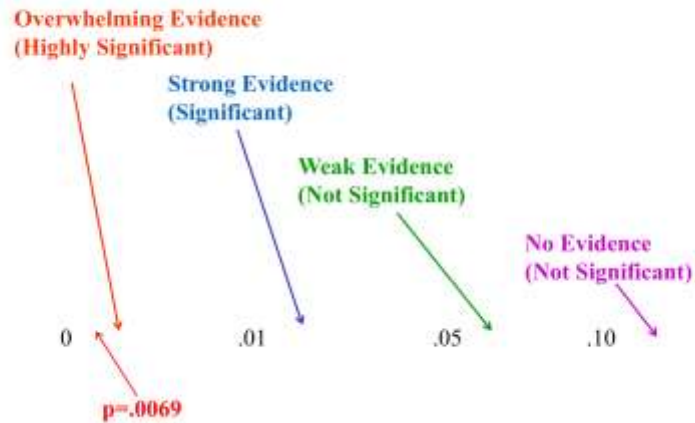 Overwhelming Evidence
(Highly Significant)
Strong Evidence
(Significant)
Weak Evidence
(Not Significant)
No Evidence
(Not Significant)
0 .01 .05 .10
p=.0069